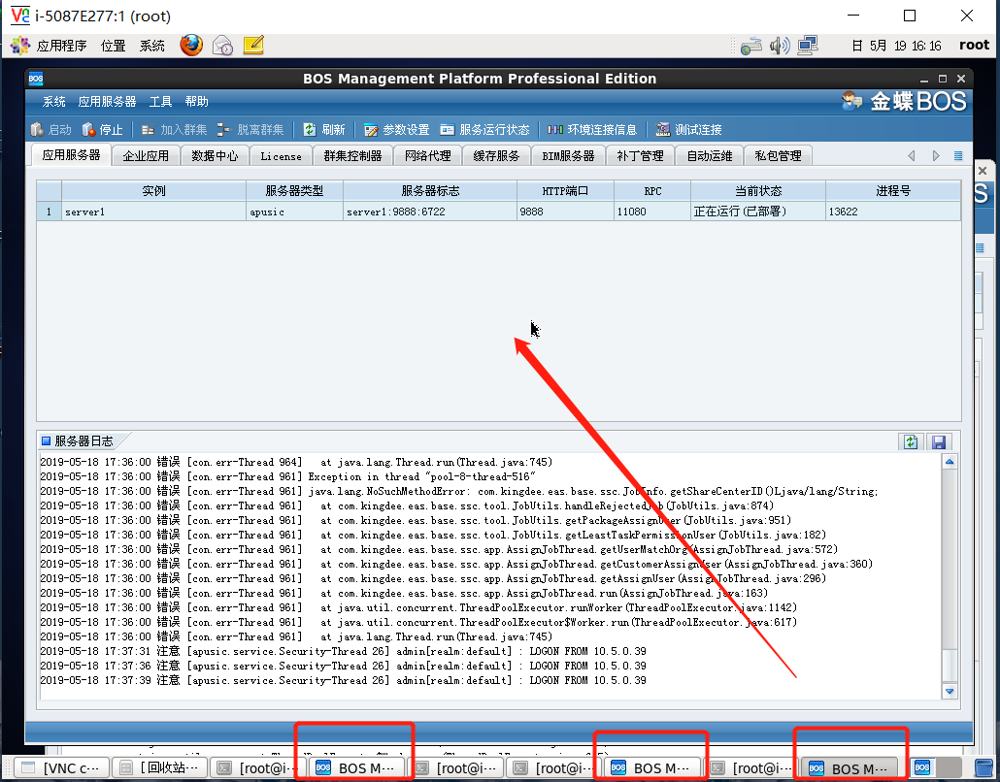 i-5087E277:1 (root)
应用程序 位置 系统 日 5月 19 16:16 root
BOS BOS Management Platform Professional Edition
系统 应用服务器 工具 帮助 金蝶BOS
启动 停止 加入群集 脱离群集 刷新 参数设置 服务运行状态 环境连接信息 测试连接
应用服务器 企业应用 数据中心 License 群集控制器 网络代理 缓存服务 BIM服务器 补丁管理 自动运维 私包管理
实例 服务器类型 服务器标志 HTTP端口 RPC 当前状态 进程号
1 server1 apusic server1:9888:6722 9888 11080 正在运行(已部署) 13622
服务器日志
2019-05-18 17:36:00 错误 [con.err-Thread 964] at java.lang.Thread.run(Thread.java:745)
2019-05-18 17:36:00 错误 [con.err-Thread 961] Exception in thread "pool-8-thread-516"
2019-05-18 17:36:00 错误 [con.err-Thread 961] java.lang.NoSuchMethodError: com.kingdee.eas.base.ssc.JobInfo.getShareCenterID()Ljava/lang/String;
2019-05-18 17:36:00 错误 [con.err-Thread 961] at com.kingdee.eas.base.ssc.tool.JobUtils.handleRejectedJob(JobUtils.java:874)
2019-05-18 17:36:00 错误 [con.err-Thread 961] at com.kingdee.eas.base.ssc.tool.JobUtils.getPackageAssignUser(JobUtils.java:951)
2019-05-18 17:36:00 错误 [con.err-Thread 961] at com.kingdee.eas.base.ssc.tool.JobUtils.getLeastTaskPermissionUser(JobUtils.java:182)
2019-05-18 17:36:00 错误 [con.err-Thread 961] at com.kingdee.eas.base.ssc.app.AssignJobThread.getUserMatchOrg(AssignJobThread.java:572)
2019-05-18 17:36:00 错误 [con.err-Thread 961] at com.kingdee.eas.base.ssc.app.AssignJobThread.getCustomerAssignUser(AssignJobThread.java:360)
2019-05-18 17:36:00 错误 [con.err-Thread 961] at com.kingdee.eas.base.ssc.app.AssignJobThread.getAssignUser(AssignJobThread.java:296)
2019-05-18 17:36:00 错误 [con.err-Thread 961] at com.kingdee.eas.base.ssc.app.AssignJobThread.run(AssignJobThread.java:163)
2019-05-18 17:36:00 错误 [con.err-Thread 961] at java.util.concurrent.ThreadPoolExecutor.runWorker(ThreadPoolExecutor.java:1142)
2019-05-18 17:36:00 错误 [con.err-Thread 961] at java.util.concurrent.ThreadPoolExecutor$Worker.run(ThreadPoolExecutor.java:617)
2019-05-18 17:36:00 错误 [con.err-Thread 961] at java.lang.Thread.run(Thread.java:745)
2019-05-18 17:37:31 注意 [apusic.service.Security-Thread 26] admin[realm:default] : LOGON FROM 10.5.0.39
2019-05-18 17:37:36 注意 [apusic.service.Security-Thread 26] admin[realm:default] : LOGON FROM 10.5.0.39
2019-05-18 17:37:39 注意 [apusic.service.Security-Thread 26] admin[realm:default] : LOGON FROM 10.5.0.39
[VNC c··· [回收站··· [root@i··· BOS BOS M··· [root@i··· [root@i··· BOS BOS M··· [root@i··· BOS BOS M··· BOS